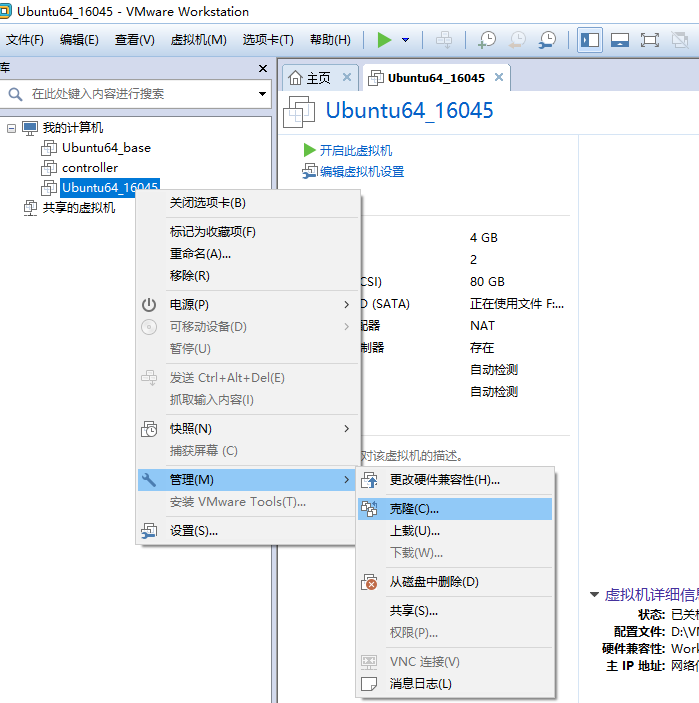 Ubuntu64_16045 - VMware Workstation
文件(F) 编辑(E) 查看(V) 虚拟机(M) 选项卡(T) 帮助(H)
库
在此处键入内容进行搜索
我的计算机
Ubuntu64_base
controller
Ubuntu64_16045
共享的虚拟机
主页
Ubuntu64_16045
Ubuntu64_16045
开启此虚拟机
编辑虚拟机设置
4 GB
2
CSI) 80 GB
D (SATA) 正在使用文件 F:...
配器 NAT
制器 存在
自动检测
自动检测
对该虚拟机的描述。
关闭选项卡(B)
标记为收藏项(F)
重命名(A)...
移除(R)
电源(P)
可移动设备(D)
暂停(U)
发送 Ctrl+Alt+Del(E)
抓取输入内容(I)
快照(N)
捕获屏幕 (C)
管理(M)
安装 VMware Tools(T)...
设置(S)...
更改硬件兼容性(H)...
克隆(C)...
上载(U)...
下载(W)...
从磁盘中删除(D)
共享(S)...
权限(P)...
VNC 连接(V)
消息日志(L)
虚拟机详细信息
状态: 已关
配置文件: D:\VM
硬件兼容性: Work
主 IP 地址: 网络信